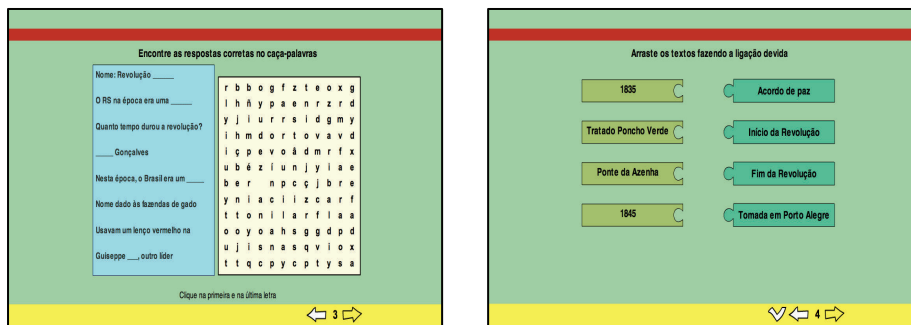 Encontre as respostas corretas no caça-palavras
Nome: Revolução _____
O RS na época era uma _____
Quanto tempo durou a revolução?
____ Gonçalves
Nesta época, o Brasil era um ____
Nome dado às fazendas de gado
Usavam um lenço vermelho na
Guiseppe ___, outro líder
r b b o g f z t e o x g
l h ñ y p a e n r z r d
y j i u r r s i d g m y
i h m d o r t o v a v d
i ç p e v o â d m r f x
u b é z í u n j y i a e
b e r   n p c ç j b r e
y n i a c i i z c a r f
t t o n i l a r f l a a
o o y o a h s g g d p d
u j i s n a s q v i o x
t t q c p y c p t y s a
Clique na primeira e na última letra
3
Arraste os textos fazendo a ligação devida
1835
Acordo de paz
Tratado Poncho Verde
Início da Revolução
Ponte da Azenha
Fim da Revolução
1845
Tomada em Porto Alegre
4